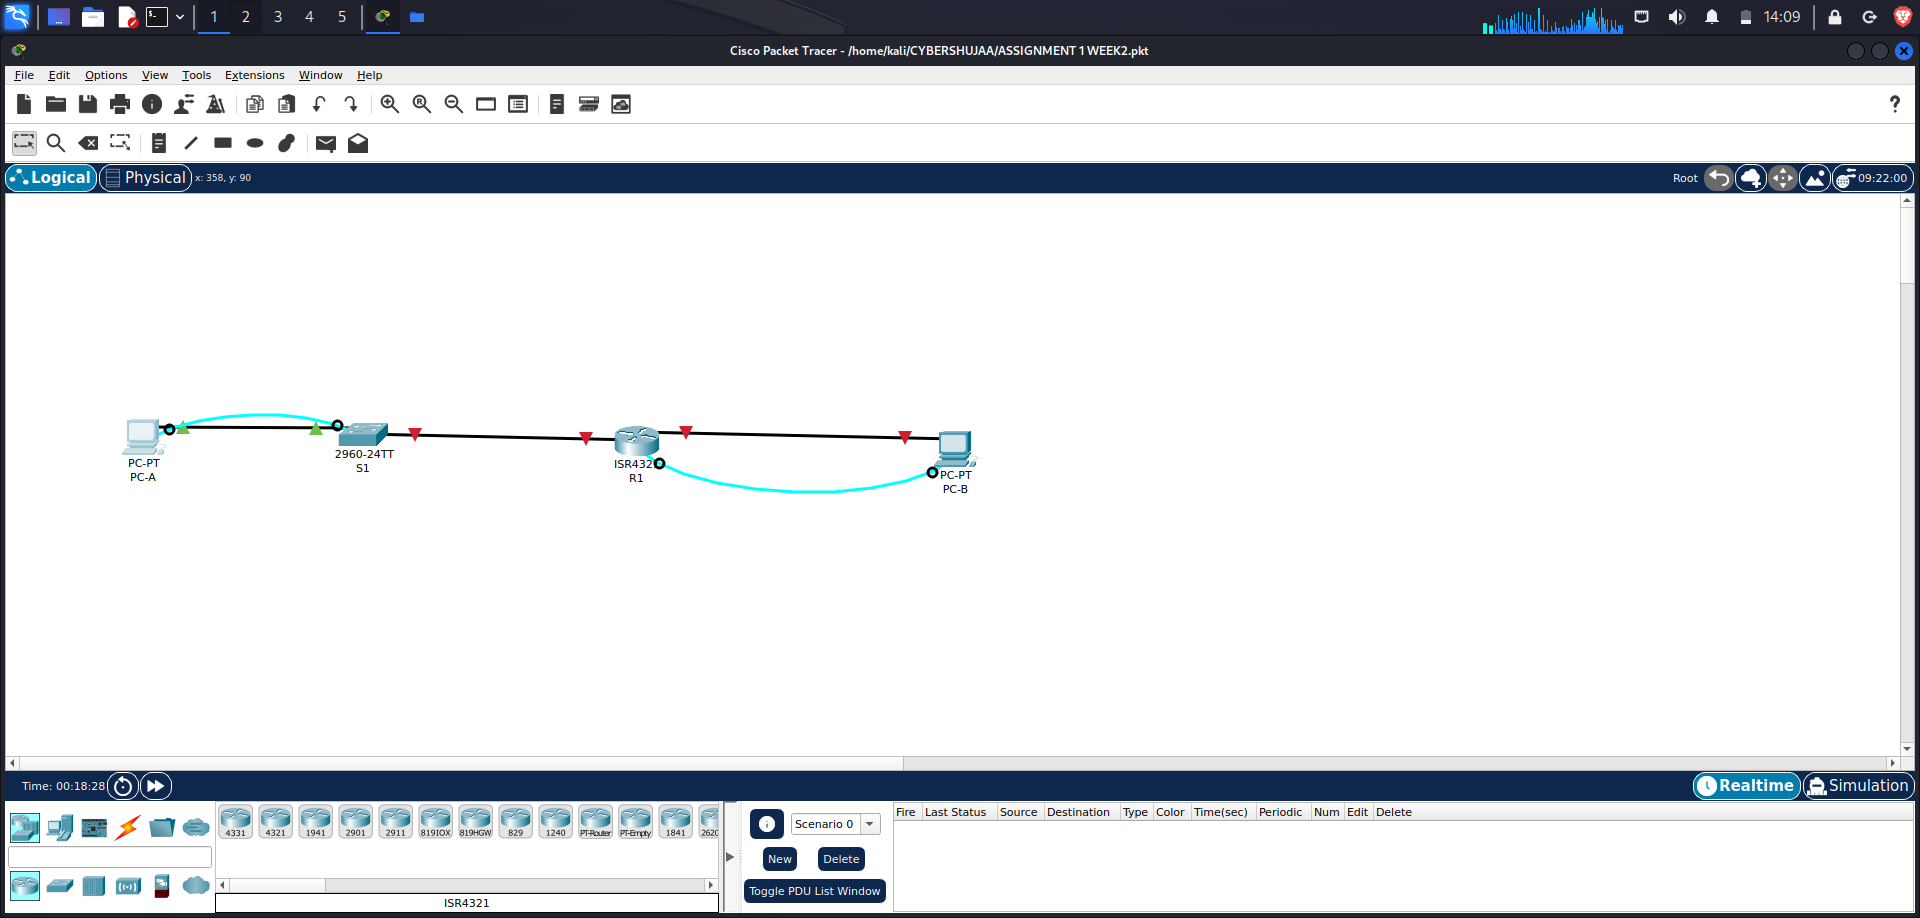 1 2 3 4 5 14:09
Cisco Packet Tracer - /home/kali/CYBERSHUJAA/ASSIGNMENT 1 WEEK2.pkt
File Edit Options View Tools Extensions Window Help
?
Logical Physical x: 358, y: 90 Root 09:22:00
PC-PT
PC-A
2960-24TT
S1
ISR4321
R1
PC-PT
PC-B
Time: 00:18:28 Realtime Simulation
4331 4321 1941 2901 2911 819IOX 819HGW 829 1240 PT-Router PT-Empty 1841 2620
ISR4321
Scenario 0
New Delete
Toggle PDU List Window
Fire Last Status Source Destination Type Color Time(sec) Periodic Num Edit Delete